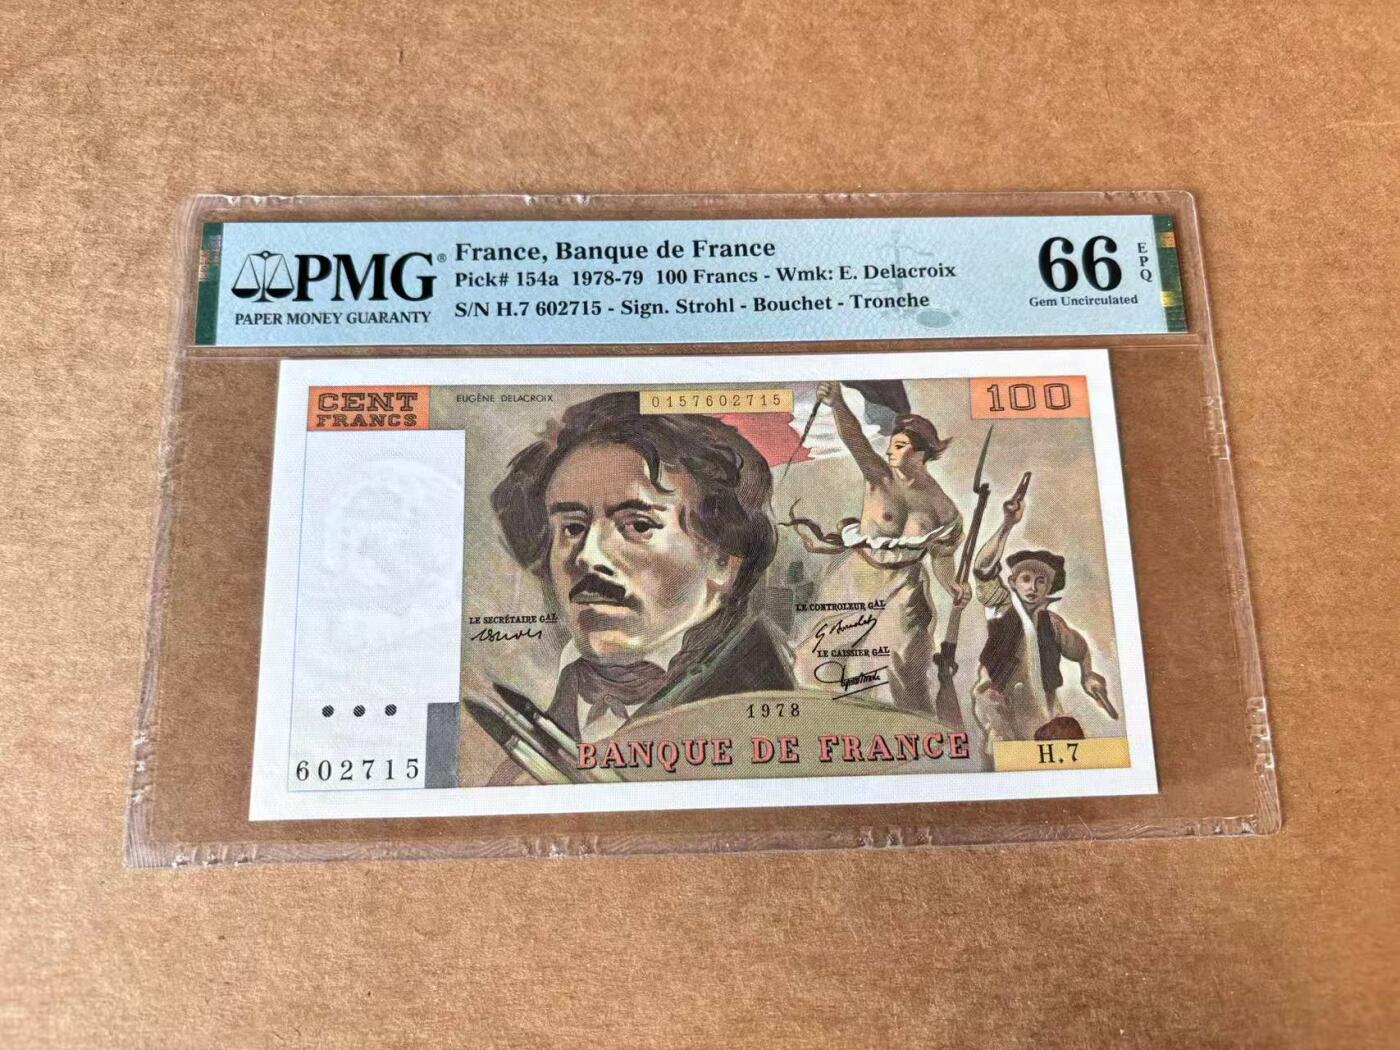 PMG®
PAPER MONEY GUARANTY
France, Banque de France
Pick# 154a 1978-79 100 Francs - Wmk: E. Delacroix
S/N H.7 602715 - Sign. Strohl - Bouchet - Tronche
66
EPQ
Gem Uncirculated
CENT
FRANCS
EUGÈNE DELACROIX
0157602715
100
LE SECRÉTAIRE GAL
LE CONTROLEUR GAL
LE CAISSIER GAL
1978
BANQUE DE FRANCE
602715
H.7